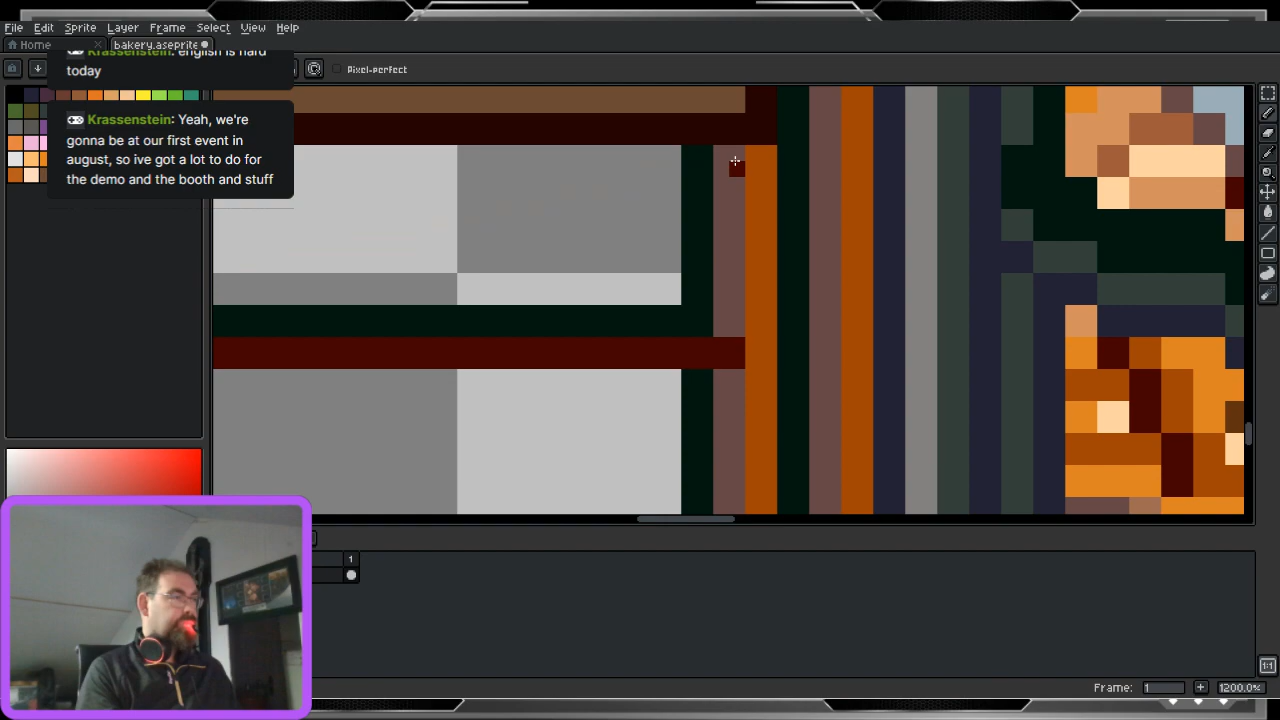 File Edit Sprite Layer Frame Select View Help
Home bakery.aseprite
Krassenstein: english is hard
today
Pixel-perfect
Krassenstein: Yeah, we're
gonna be at our first event in
august, so ive got a lot to do for
the demo and the booth and stuff
1
Frame: 1 + 1200.0%
1:1